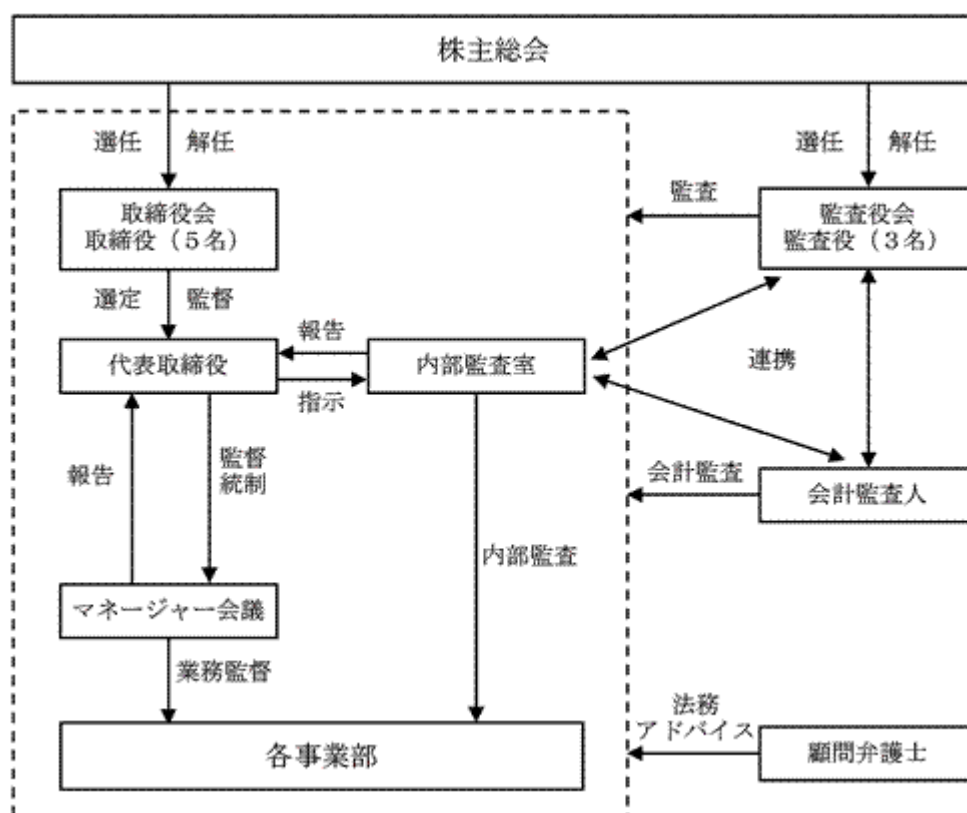 株主総会
選任
解任
選任
解任
取締役会
取締役（5名）
監査
監査役会
監査役（3名）
選定
監督
報告
代表取締役
内部監査室
連携
指示
報告
監督
統制
会計監査
会計監査人
内部監査
マネージャー会議
業務監督
法務
アドバイス
各事業部
顧問弁護士